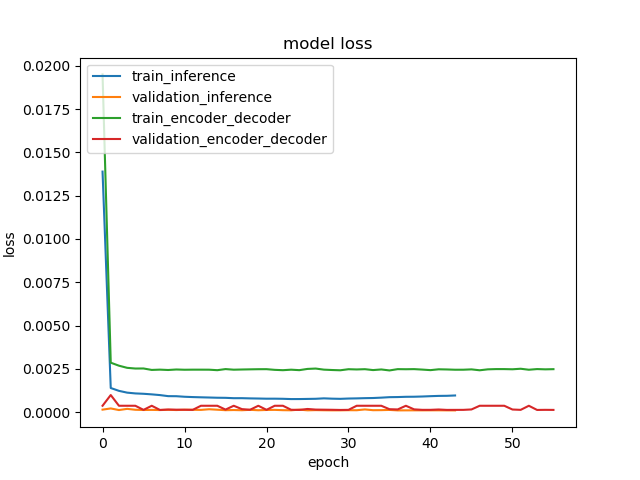 model loss
train_inference
validation_inference
train_encoder_decoder
validation_encoder_decoder
0.0200
0.0175
0.0150
0.0125
0.0100
0.0075
0.0050
0.0025
0.0000
loss
0 10 20 30 40 50
epoch